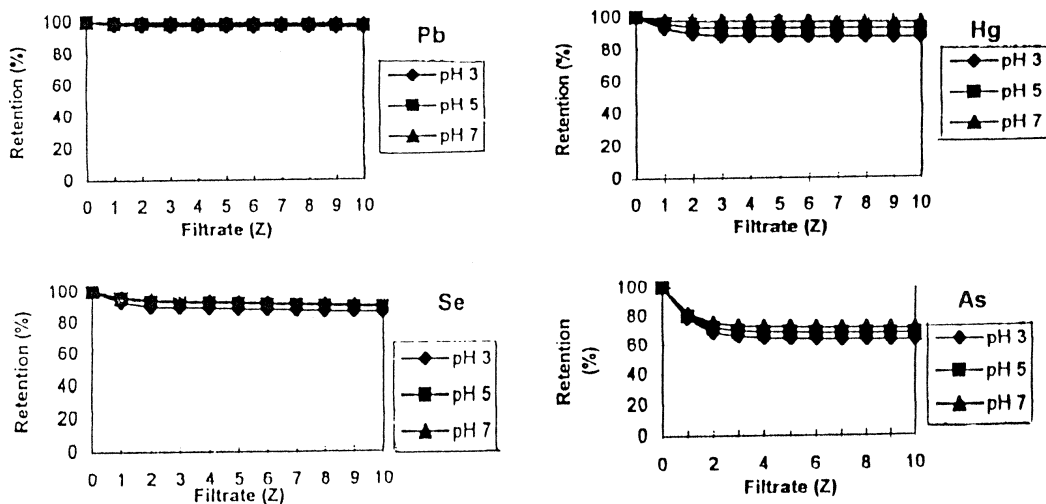 Pb
Retention (%)
100
80
60
40
20
0
0 1 2 3 4 5 6 7 8 9 10
Filtrate (Z)
pH 3
pH 5
pH 7
Hg
Retention (%)
100
80
60
40
20
0
0 1 2 3 4 5 6 7 8 9 10
Filtrate (Z)
pH 3
pH 5
pH 7
Se
Retention (%)
100
80
60
40
20
0
0 1 2 3 4 5 6 7 8 9 10
Filtrate (Z)
pH 3
pH 5
pH 7
As
Retention
(%)
100
80
60
40
20
0
0 2 4 6 8 10
Filtrate (Z)
pH 3
pH 5
pH 7